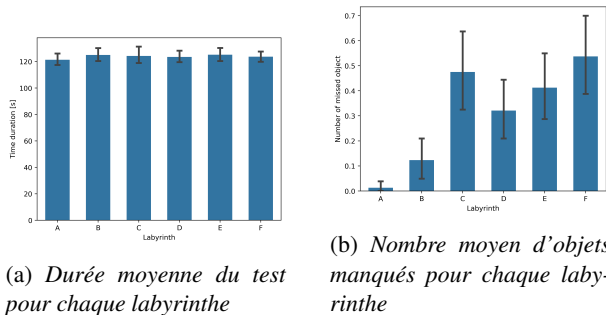 120
100
80
60
40
20
0
Time duration [s]
A B C D E F
Labyrinth
(a) Durée moyenne du test
pour chaque labyrinthe
0.7
0.6
0.5
0.4
0.3
0.2
0.1
0.0
Number of missed object
A B C D E F
Labyrinth
(b) Nombre moyen d'objets
manqués pour chaque laby-
rinthe